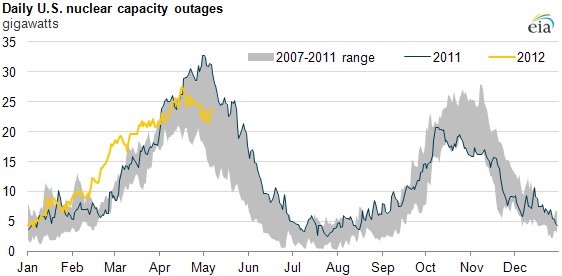 Daily U.S. nuclear capacity outages
gigawatts
eia
2007-2011 range 2011 2012
35
30
25
20
15
10
5
0
Jan Feb Mar Apr May Jun Jul Aug Sep Oct Nov Dec